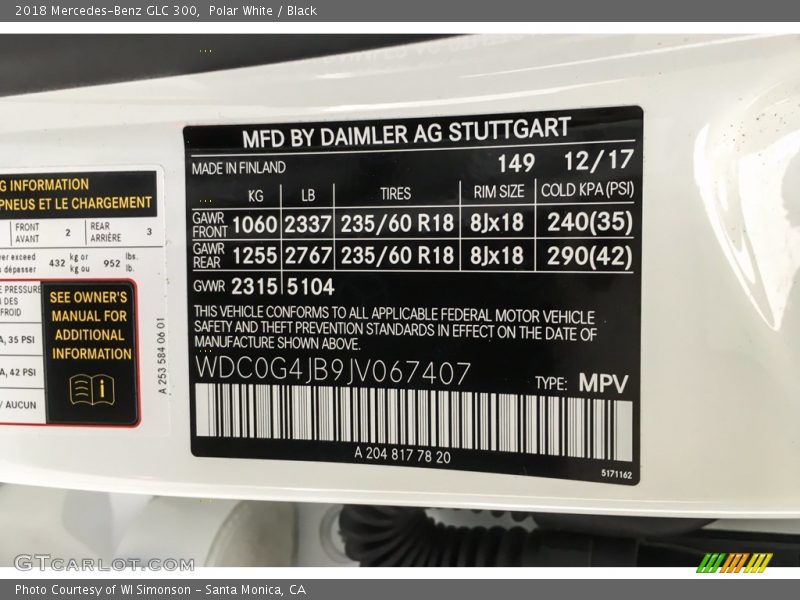 2018 Mercedes-Benz GLC 300, Polar White / Black
G INFORMATION
PNEUS ET LE CHARGEMENT
FRONT AVANT 2 REAR ARRIÈRE 3
er exceed 432 kg or 952 lbs.
dépasser kg ou lb.
PRESSURE
DES
FROID
, 35 PSI
, 42 PSI
/ AUCUN
SEE OWNER'S
MANUAL FOR
ADDITIONAL
INFORMATION
A 253 584 06 01
MFD BY DAIMLER AG STUTTGART
MADE IN FINLAND 149 12/17
KG LB TIRES RIM SIZE COLD KPA (PSI)
GAWR FRONT 1060 2337 235/60 R18 8Jx18 240(35)
GAWR REAR 1255 2767 235/60 R18 8Jx18 290(42)
GVWR 2315 5104
THIS VEHICLE CONFORMS TO ALL APPLICABLE FEDERAL MOTOR VEHICLE
SAFETY AND THEFT PREVENTION STANDARDS IN EFFECT ON THE DATE OF
MANUFACTURE SHOWN ABOVE.
WDC0G4JB9JV067407 TYPE: MPV
A 204 817 78 20
5171162
GTCARLOT.COM
Photo Courtesy of WI Simonson - Santa Monica, CA